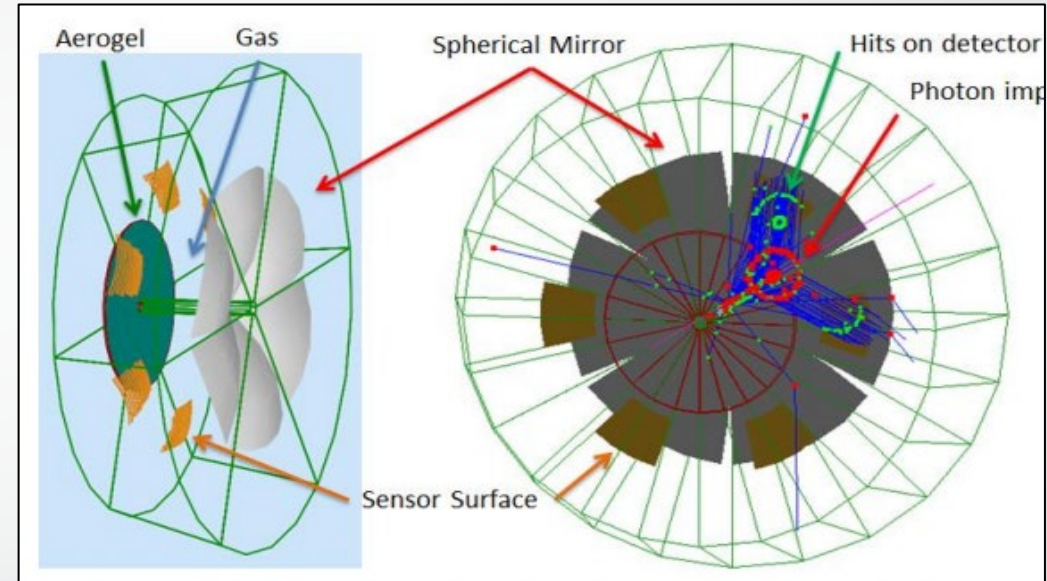 Aerogel
Gas
Spherical Mirror
Hits on detector
Photon imp
Sensor Surface